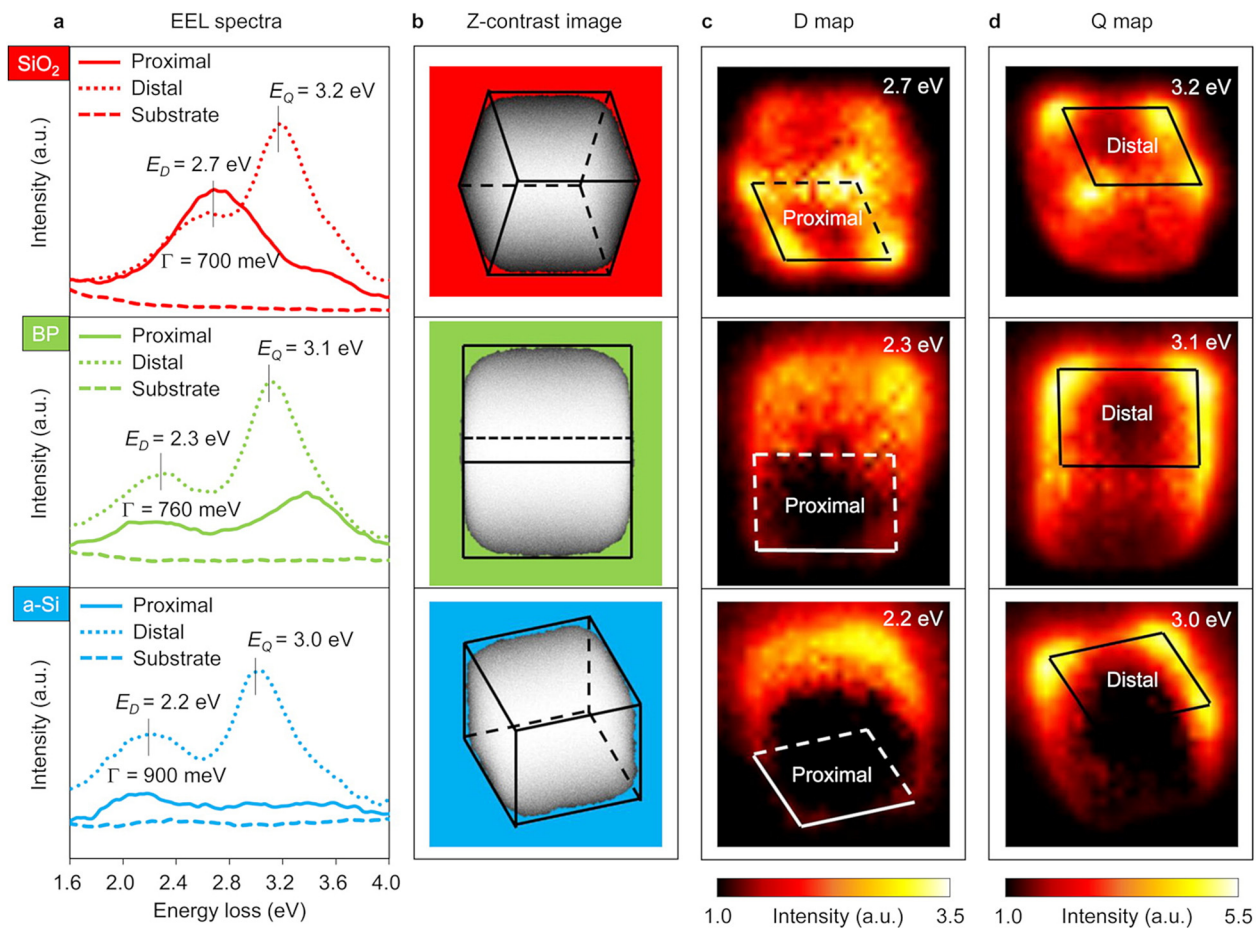 a EEL spectra
b Z-contrast image
c D map
d Q map
SiO₂
Proximal
Distal
Substrate
E_Q = 3.2 eV
E_D = 2.7 eV
Γ = 700 meV
Intensity (a.u.)
2.7 eV
Proximal
3.2 eV
Distal
BP
Proximal
Distal
Substrate
E_Q = 3.1 eV
E_D = 2.3 eV
Γ = 760 meV
Intensity (a.u.)
2.3 eV
Proximal
3.1 eV
Distal
a-Si
Proximal
Distal
Substrate
E_Q = 3.0 eV
E_D = 2.2 eV
Γ = 900 meV
Intensity (a.u.)
2.2 eV
Proximal
3.0 eV
Distal
1.6 2.0 2.4 2.8 3.2 3.6 4.0
Energy loss (eV)
1.0 Intensity (a.u.) 3.5
1.0 Intensity (a.u.) 5.5